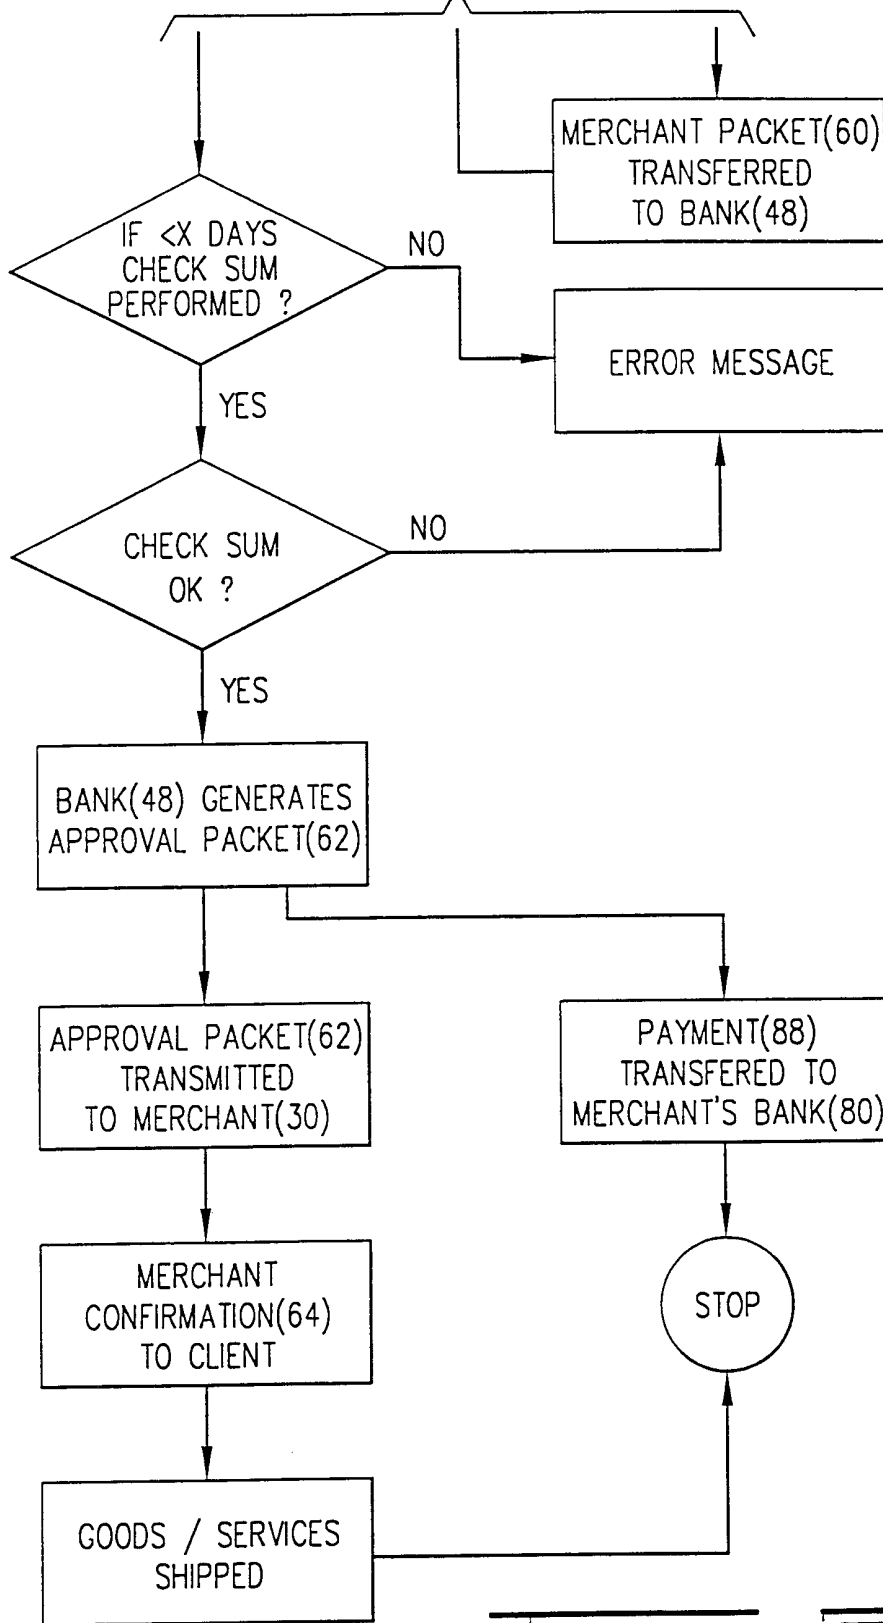 MERCHANT PACKET(60)
TRANSFERRED
TO BANK(48)
IF <X DAYS
CHECK SUM
PERFORMED ?
NO
ERROR MESSAGE
YES
CHECK SUM
OK ?
NO
YES
BANK(48) GENERATES
APPROVAL PACKET(62)
APPROVAL PACKET(62)
TRANSMITTED
TO MERCHANT(30)
PAYMENT(88)
TRANSFERED TO
MERCHANT'S BANK(80)
MERCHANT
CONFIRMATION(64)
TO CLIENT
STOP
GOODS / SERVICES
SHIPPED